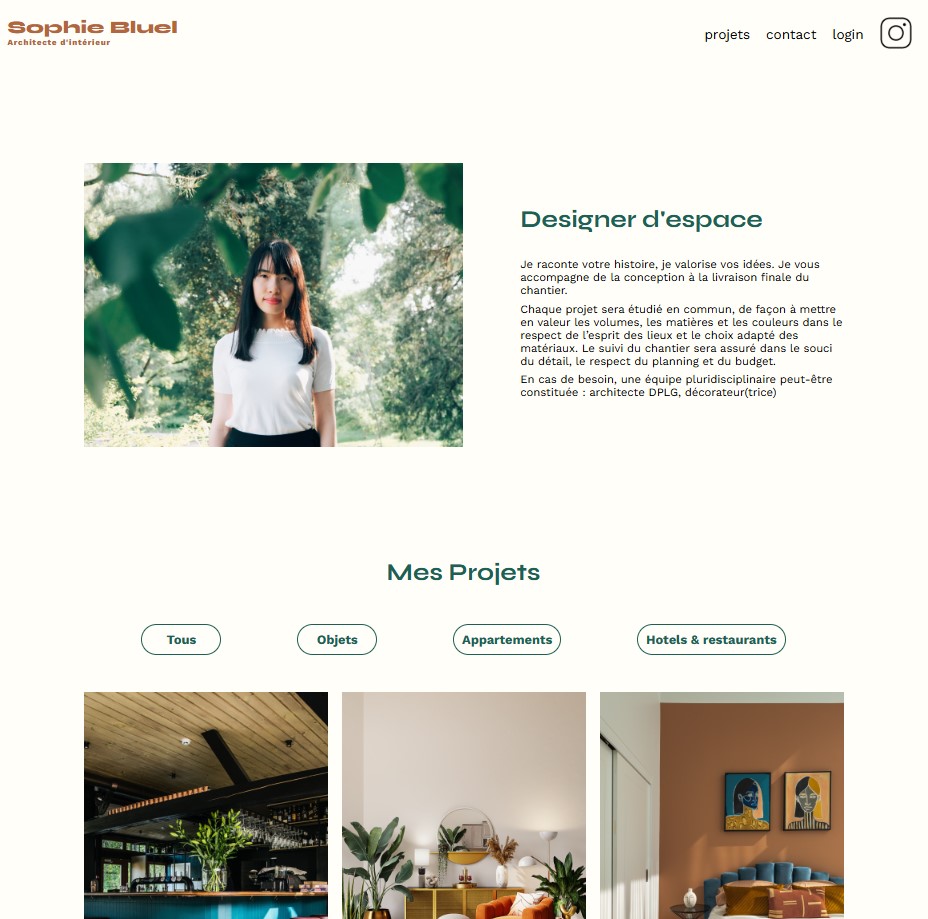 Sophie Bluel
Architecte d'intérieur
projets contact login
Designer d'espace
Je raconte votre histoire, je valorise vos idées. Je vous
accompagne de la conception à la livraison finale du
chantier.
Chaque projet sera étudié en commun, de façon à mettre
en valeur les volumes, les matières et les couleurs dans le
respect de l’esprit des lieux et le choix adapté des
matériaux. Le suivi du chantier sera assuré dans le souci
du détail, le respect du planning et du budget.
En cas de besoin, une équipe pluridisciplinaire peut-être
constituée : architecte DPLG, décorateur(trice)
Mes Projets
Tous Objets Appartements Hotels & restaurants